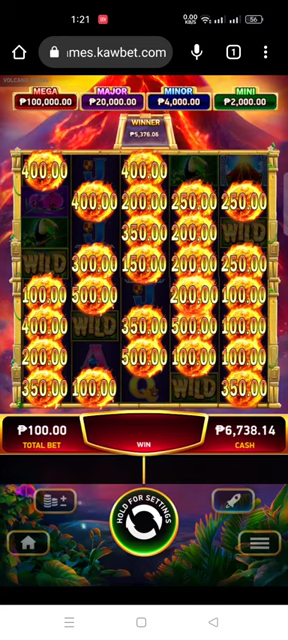 1:21
0.00
KB/S
56
ımes.kawbet.com
1
VOLCANO
MEGA MAJOR MINOR MINI
₱100,000.00 ₱20,000.00 ₱4,000.00 ₱2,000.00
WINNER
₱5,376.06
400.00 400.00
400.00 200.00 250.00 250.00
350.00 200.00
WILD 300.00 150.00 200.00 250.00
100.00 500.00 200.00 100.00
400.00 WILD 350.00 500.00 100.00
200.00 500.00 100.00 100.00
350.00 100.00 Q WILD 350.00
₱100.00 ₱6,738.14
TOTAL BET WIN CASH
HOLD FOR SETTINGS